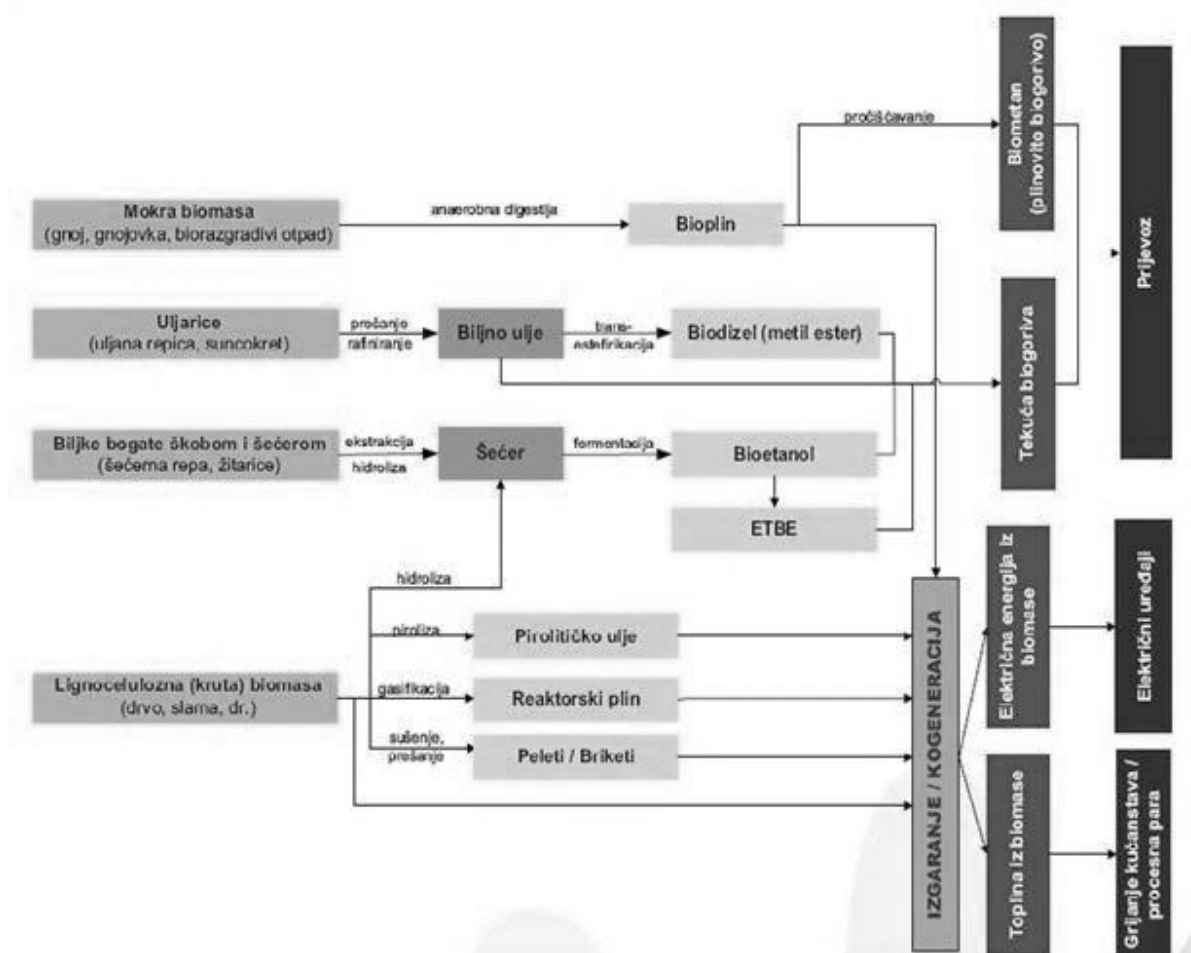 pročišćavanje
Biometan
(plinovito biogorivo)
Prijevoz
Mokra biomasa
(gnoj, gnojovka, biorazgradivi otpad)
anaerobna digestija
Bioplin
Uljarice
(uljana repica, suncokret)
prešanje
rafiniranje
Biljno ulje
trans-
esterifikacija
Biodizel (metil ester)
Tekuća biogoriva
Biljke bogate škobom i šećerom
(šećerna repa, žitarice)
ekstrakcija
hidroliza
Šećer
fermentacija
Bioetanol
ETBE
hidroliza
piroliza
Pirolitičko ulje
Lignocelulozna (kruta) biomasa
(drvo, slama, dr.)
gasifikacija
Reaktorski plin
sušenje,
prešanje
Peleti / Briketi
IZGARANJE / KOGENERACIJA
Električna energija iz
biomase
Električni uređaji
Toplina iz biomase
Grijanje kućanstava /
procesna para